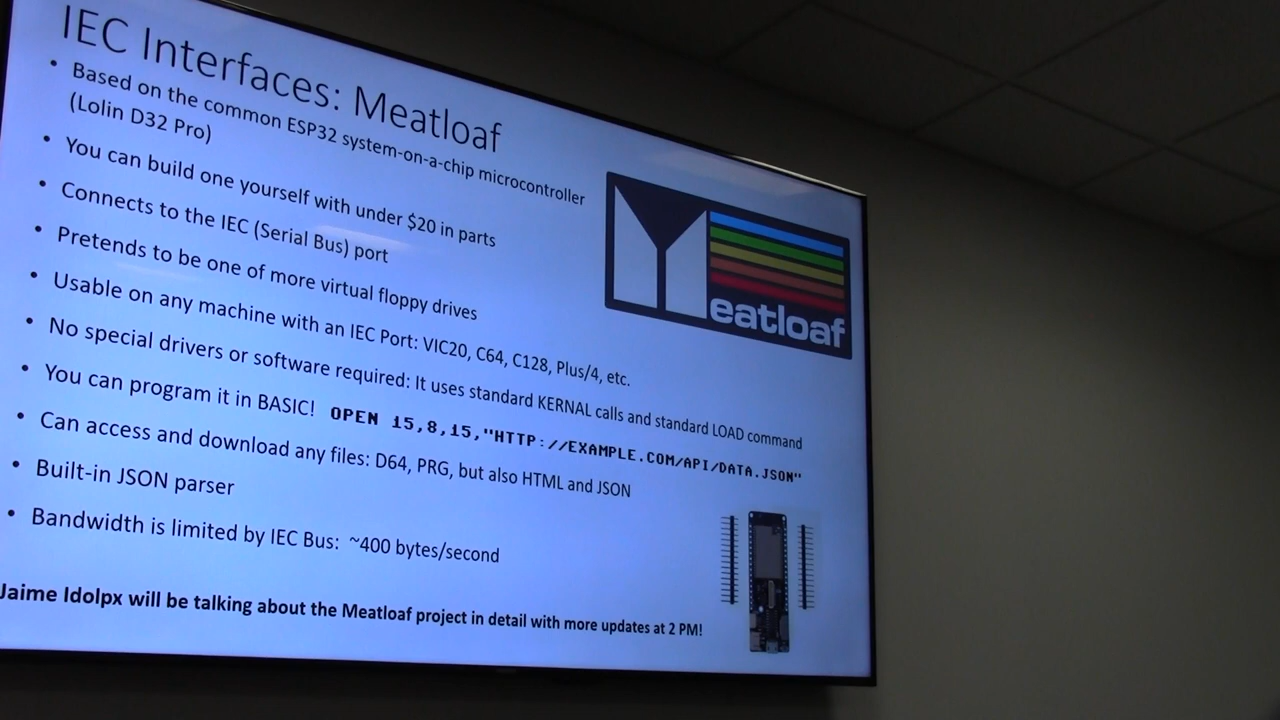 IEC Interfaces: Meatloaf
• Based on the common ESP32 system-on-a-chip microcontroller
(Lolin D32 Pro)
• You can build one yourself with under $20 in parts
• Connects to the IEC (Serial Bus) port
• Pretends to be one of more virtual floppy drives
• Usable on any machine with an IEC Port: VIC20, C64, C128, Plus/4, etc.
• No special drivers or software required: It uses standard KERNAL calls and standard LOAD command
• You can program it in BASIC! OPEN 15,8,15,"HTTP://EXAMPLE.COM/API/DATA.JSON"
• Can access and download any files: D64, PRG, but also HTML and JSON
• Built-in JSON parser
• Bandwidth is limited by IEC Bus: ~400 bytes/second
Jaime Idolpx will be talking about the Meatloaf project in detail with more updates at 2 PM!
Meatloaf